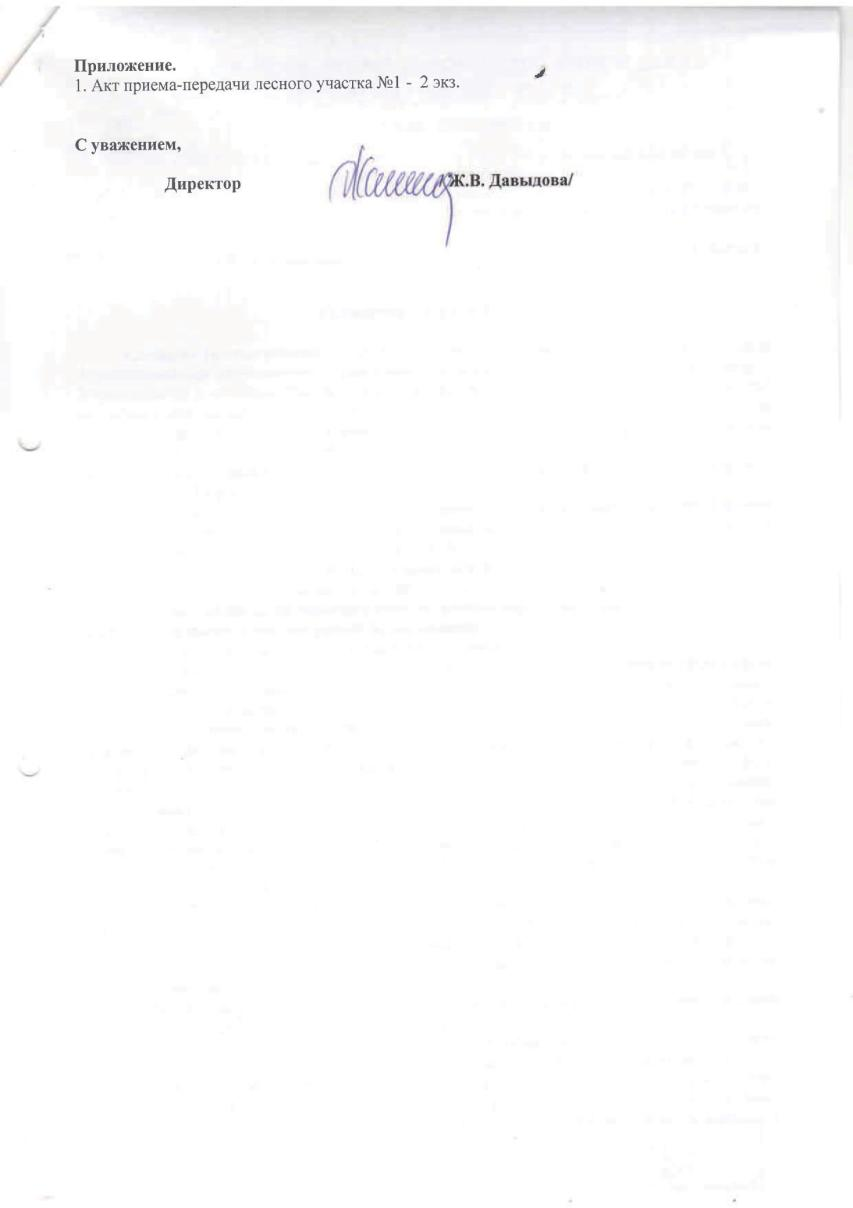 Приложение.
1. Акт приема-передачи лесного участка №1 - 2 экз.
С уважением,
Директор Ж.В. Давыдова/